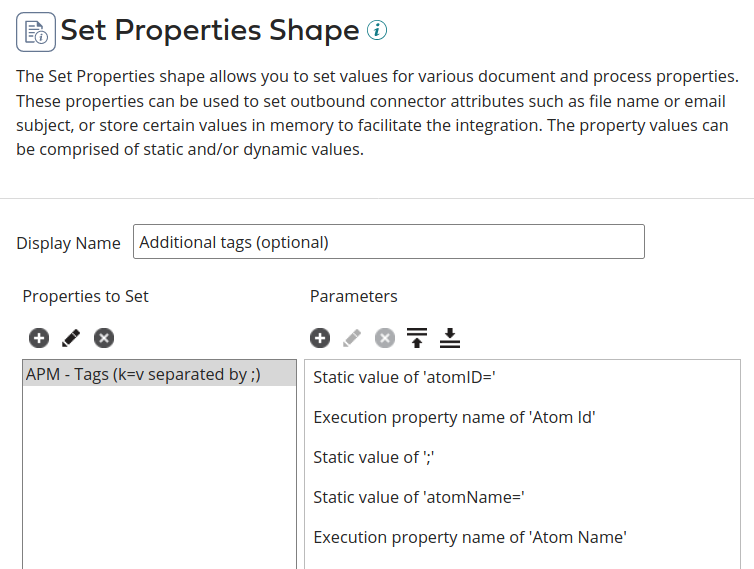 Set Properties Shape
The Set Properties shape allows you to set values for various document and process properties.
These properties can be used to set outbound connector attributes such as file name or email
subject, or store certain values in memory to facilitate the integration. The property values can
be comprised of static and/or dynamic values.
Display Name Additional tags (optional)
Properties to Set Parameters
APM - Tags (k=v separated by ;)
Static value of 'atomID='
Execution property name of 'Atom Id'
Static value of ';'
Static value of 'atomName='
Execution property name of 'Atom Name'